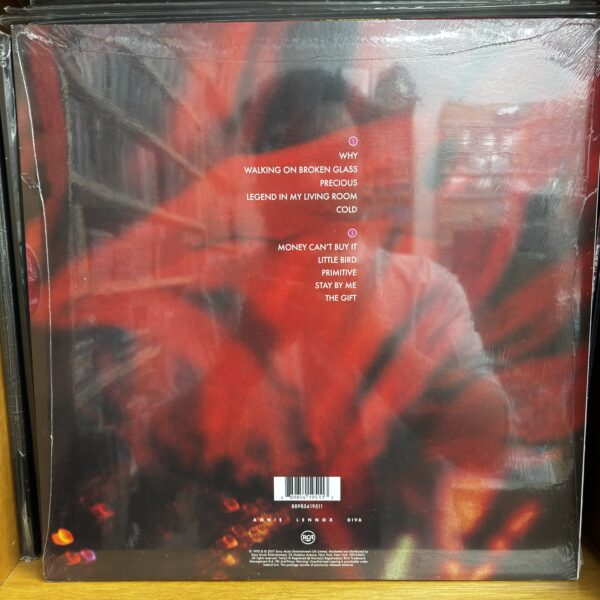 1
WHY
WALKING ON BROKEN GLASS
PRECIOUS
LEGEND IN MY LIVING ROOM
COLD
2
MONEY CAN'T BUY IT
LITTLE BIRD
PRIMITIVE
STAY BY ME
THE GIFT
88985419511
ANNIE LENNOX DIVA
RCA